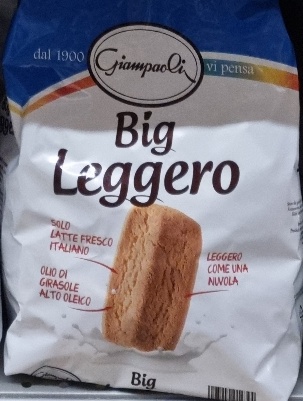 dal 1900 Giampaoli vi pensa
Big
Leggero
SOLO
LATTE FRESCO
ITALIANO
LEGGERO
COME UNA
NUVOLA
OLIO DI
GIRASOLE
ALTO OLEICO
Big